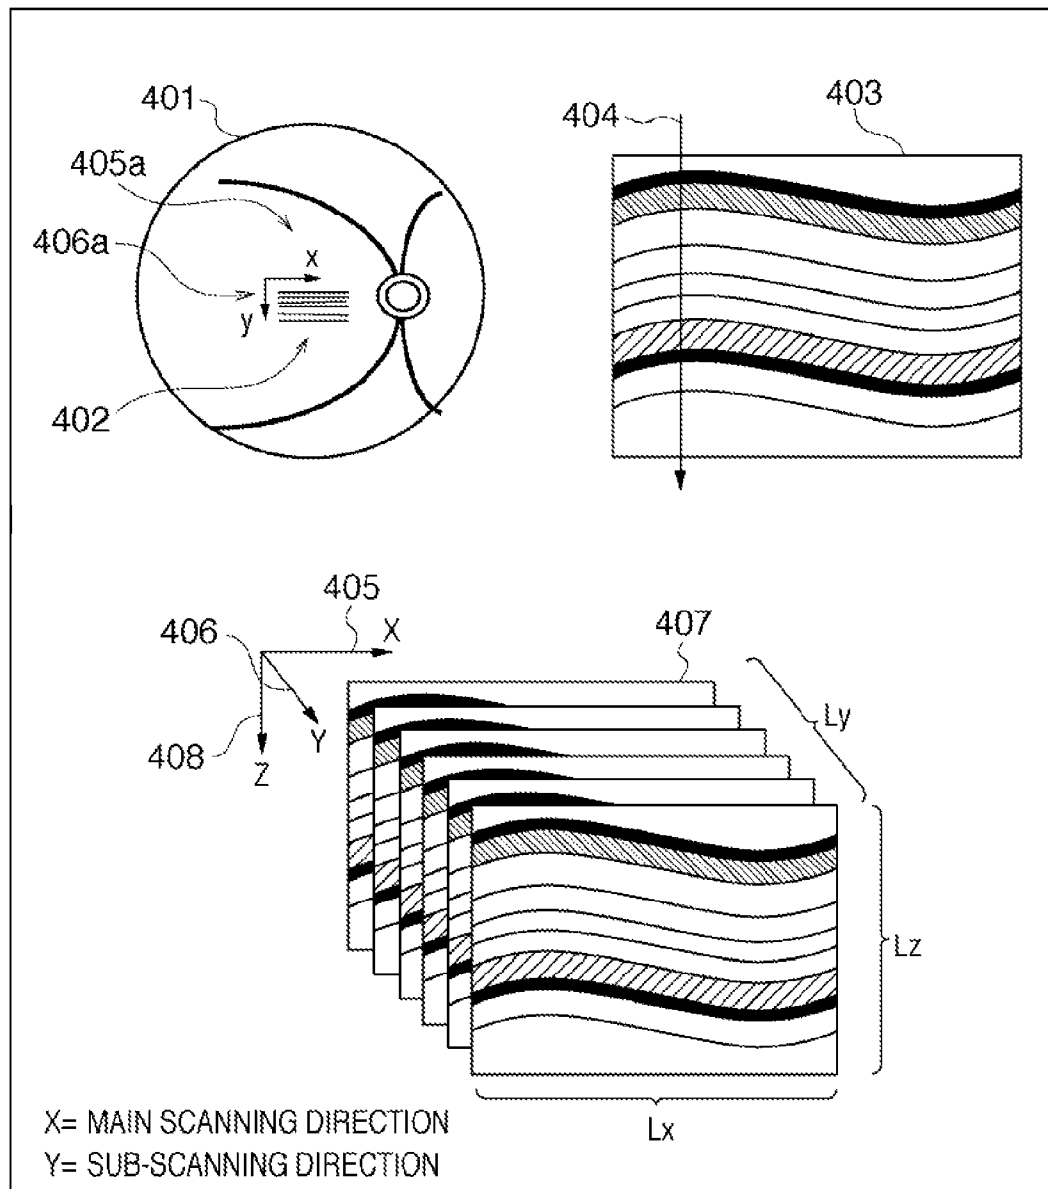 401
405a
406a
x
y
402
404
403
405
406
X
408
Y
Z
407
Ly
Lz
Lx
X= MAIN SCANNING DIRECTION
Y= SUB-SCANNING DIRECTION